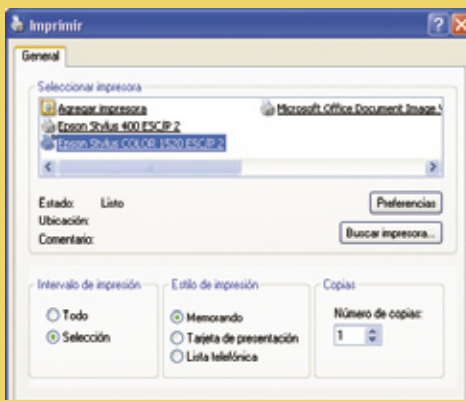 Imprimir
General
Seleccionar impresora
Agregar impresora
Microsoft Office Document Image
Epson Stylus 400 ESC/P 2
Epson Stylus COLOR 1520 ESC/P 2
Estado: Listo
Preferencias
Ubicación:
Comentario:
Buscar impresora...
Intervalo de impresión
Todo
Selección
Estilo de impresión
Memorando
Tarjeta de presentación
Lista telefónica
Copias
Número de copias:
1